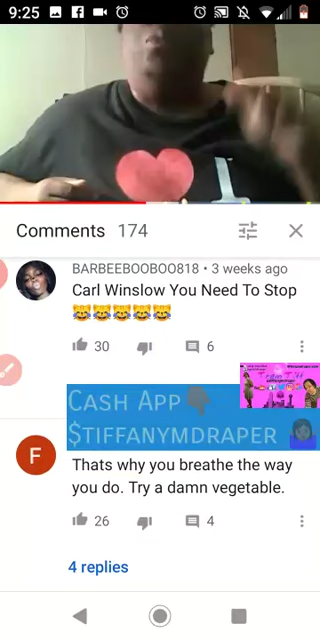 9:25
Comments 174
BARBEEBOOBOO818 • 3 weeks ago
Carl Winslow You Need To Stop
😹😹😹😹😹
30 6
CASH APP👇🏿
$TIFFANYMDRAPER 🤷🏿‍♀️
F
Thats why you breathe the way
you do. Try a damn vegetable.
26 4
4 replies